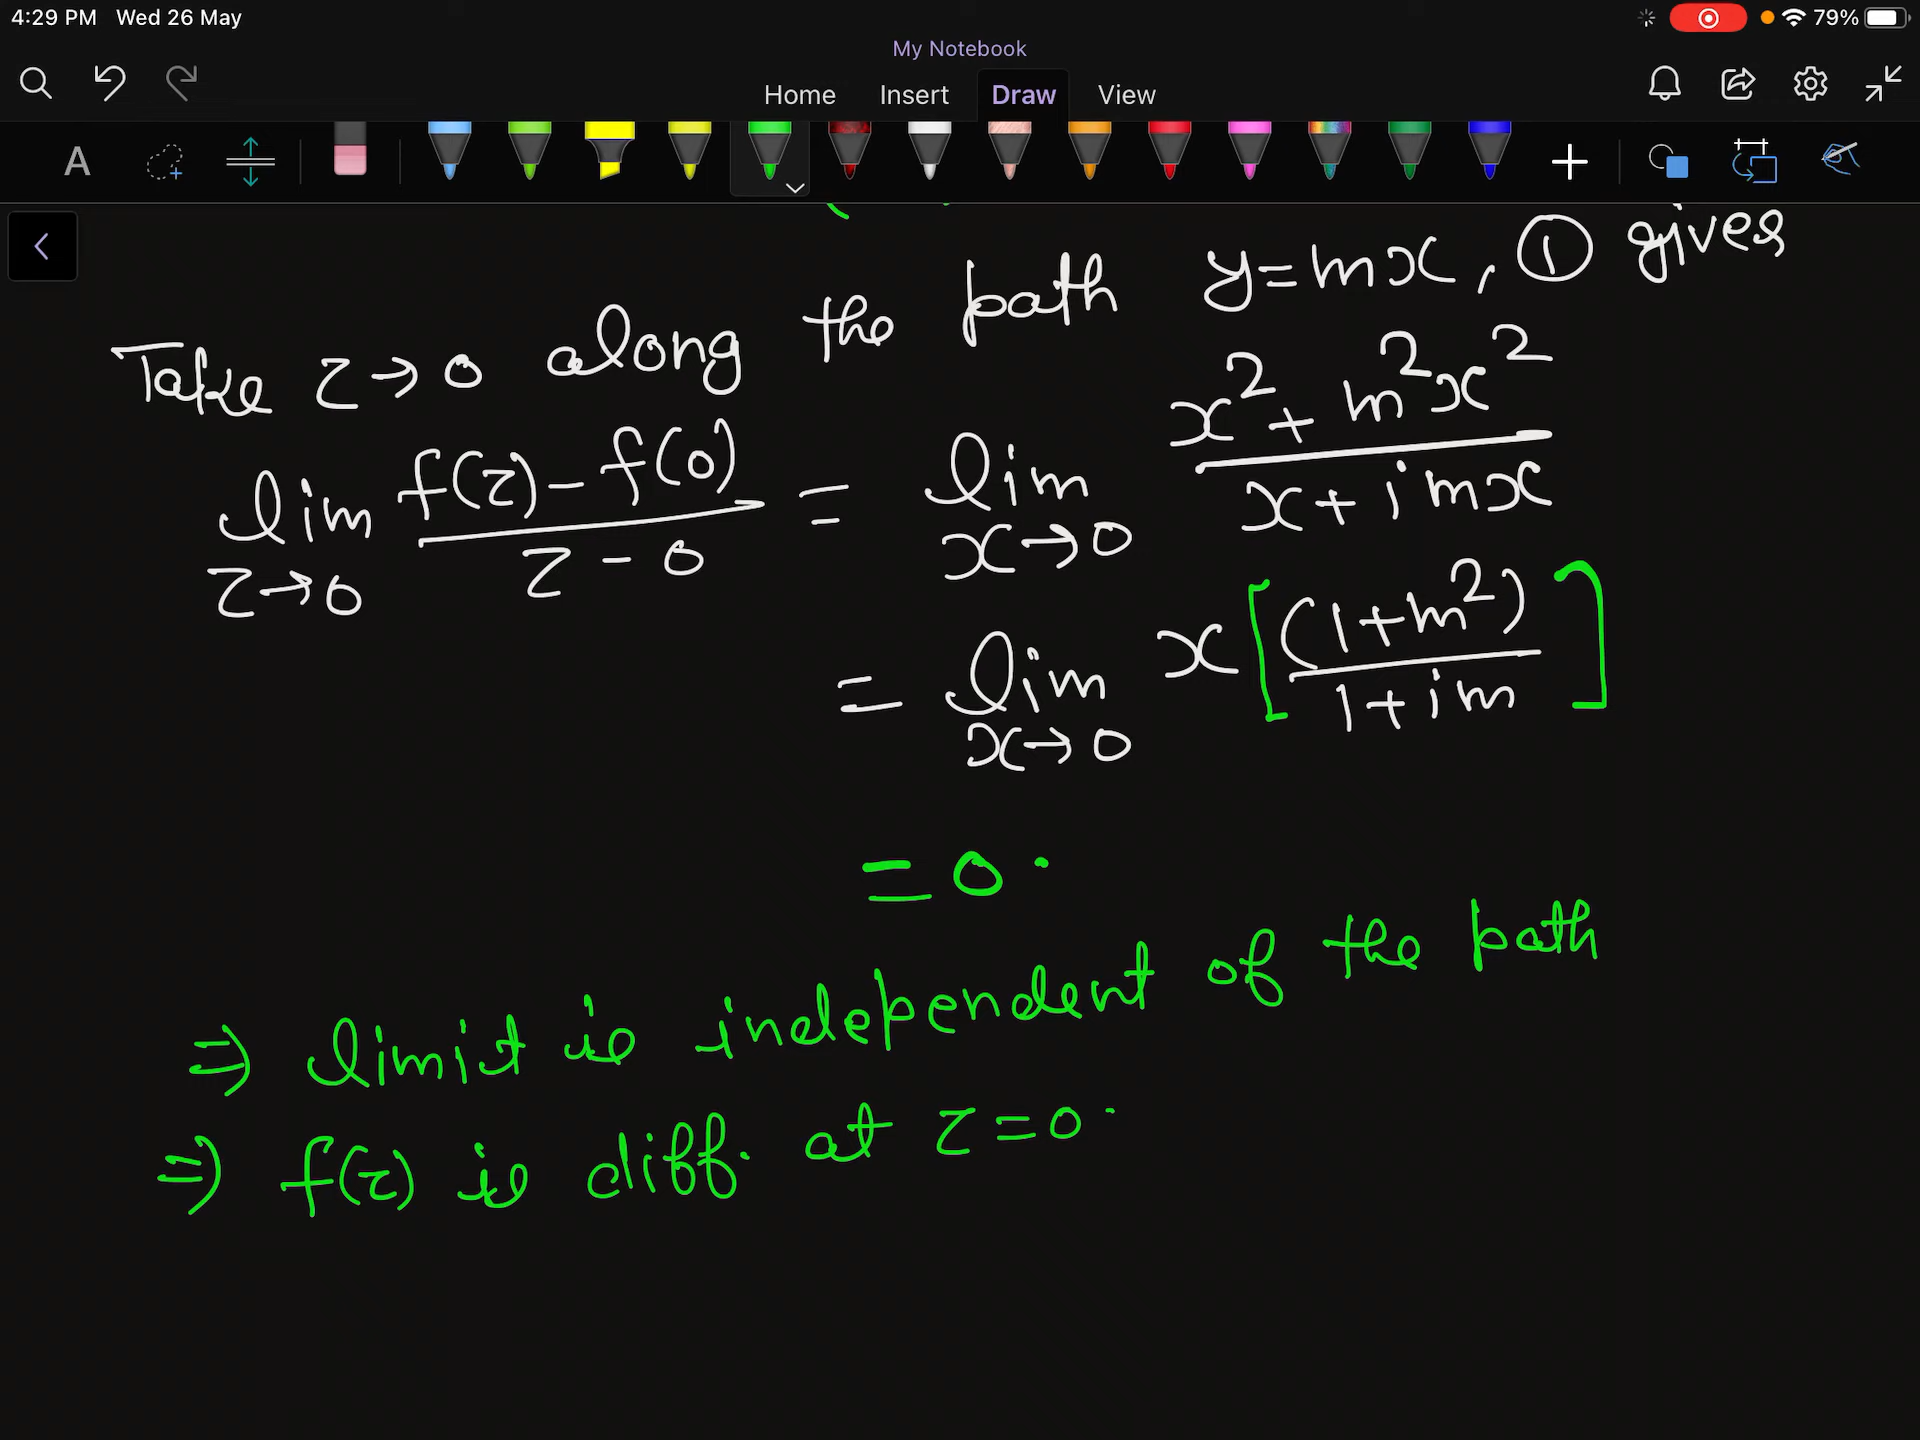 4:29 PM Wed 26 May 79%
My Notebook
Home Insert Draw View
A
Take z→0 along the path y=mx, ① gives
lim z→0 (f(z)-f(0))/(z-0) = lim x→0 (x²+m²x²)/(x+imx)
= lim x→0 x[(1+m²)/(1+im)]
=0.
⇒ limit is independent of the path
⇒ f(z) is diff. at z=0.